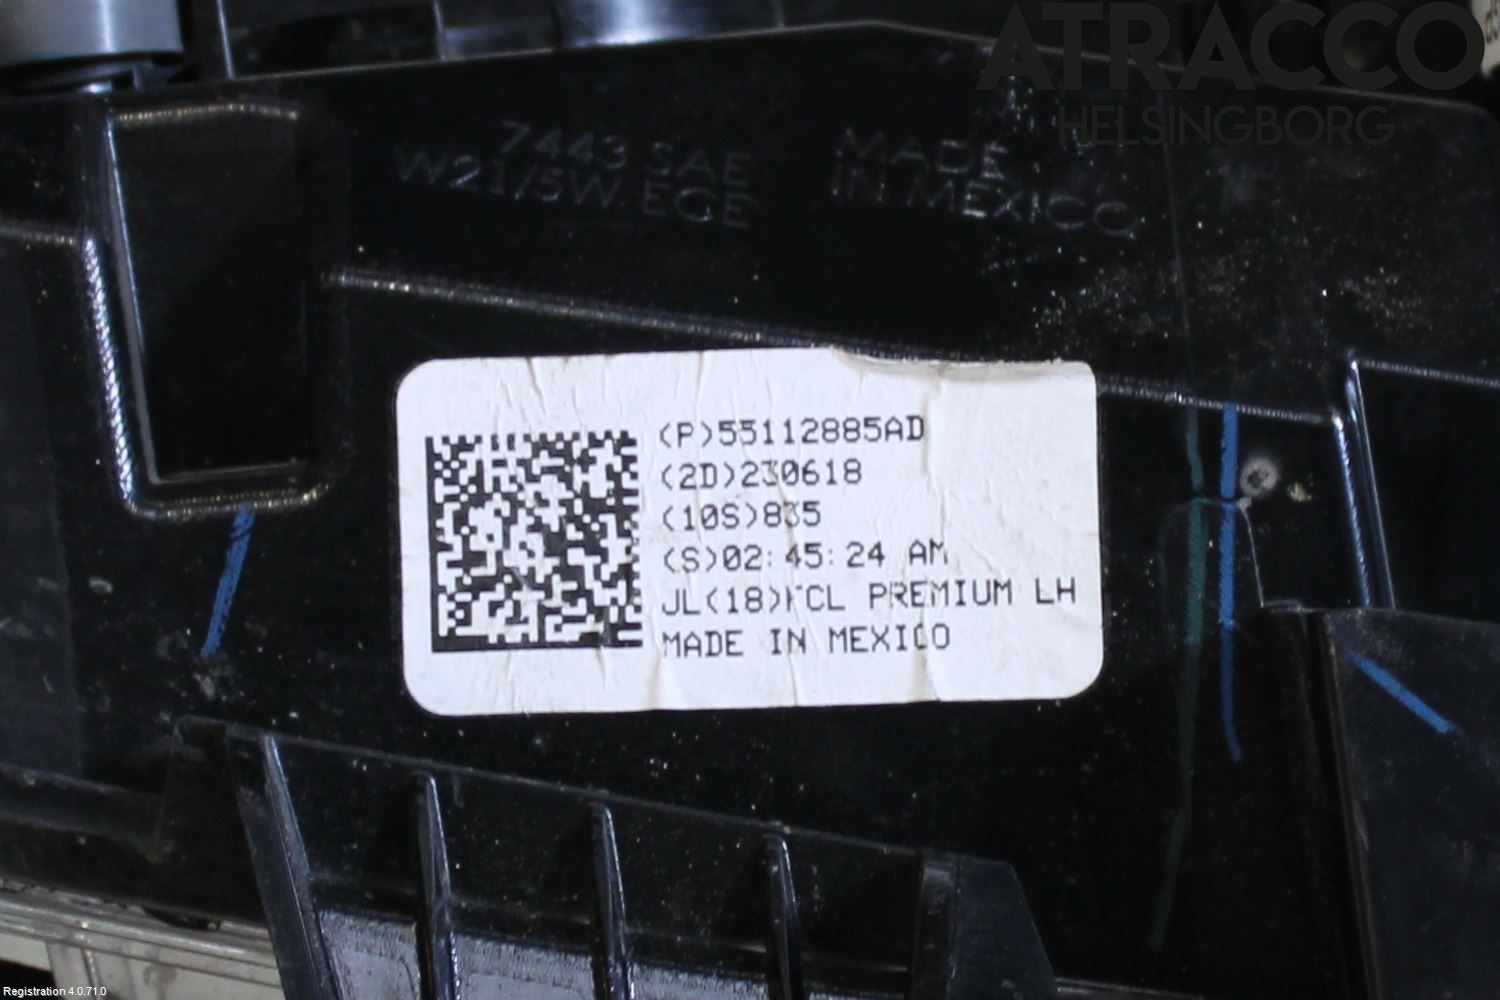 ATRACCO
HELSINGBORG
7443 SAE
W21/5W ECE
MADE
IN MEXICO
(P)55112885AD
(2D)230618
(10S)835
(S)02:45:24 AM
JL(18)FCL PREMIUM LH
MADE IN MEXICO
Registration 4.0.71.0